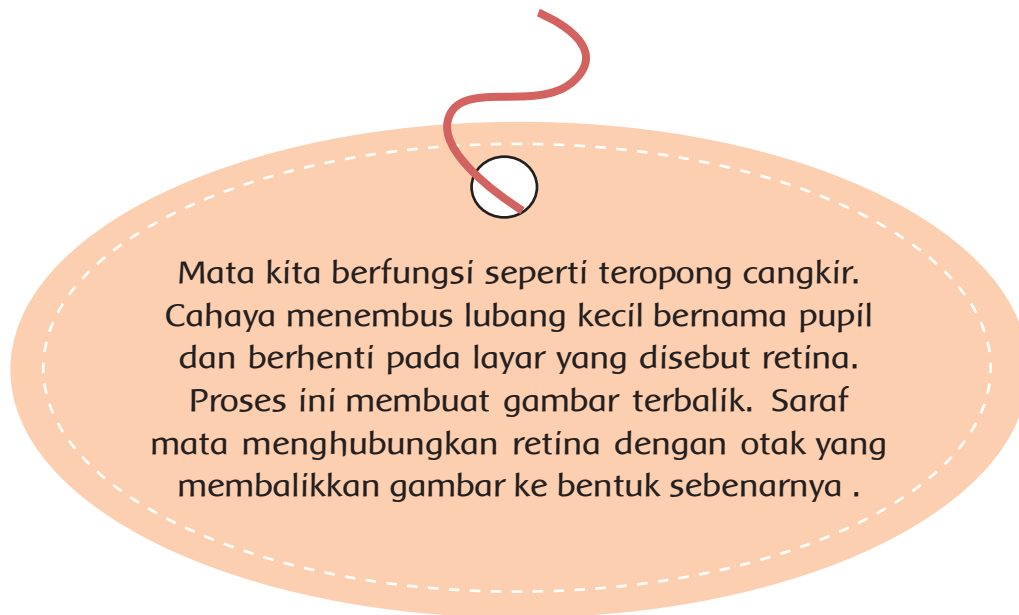 Mata kita berfungsi seperti teropong cangkir.
Cahaya menembus lubang kecil bernama pupil
dan berhenti pada layar yang disebut retina.
Proses ini membuat gambar terbalik. Saraf
mata menghubungkan retina dengan otak yang
membalikkan gambar ke bentuk sebenarnya .